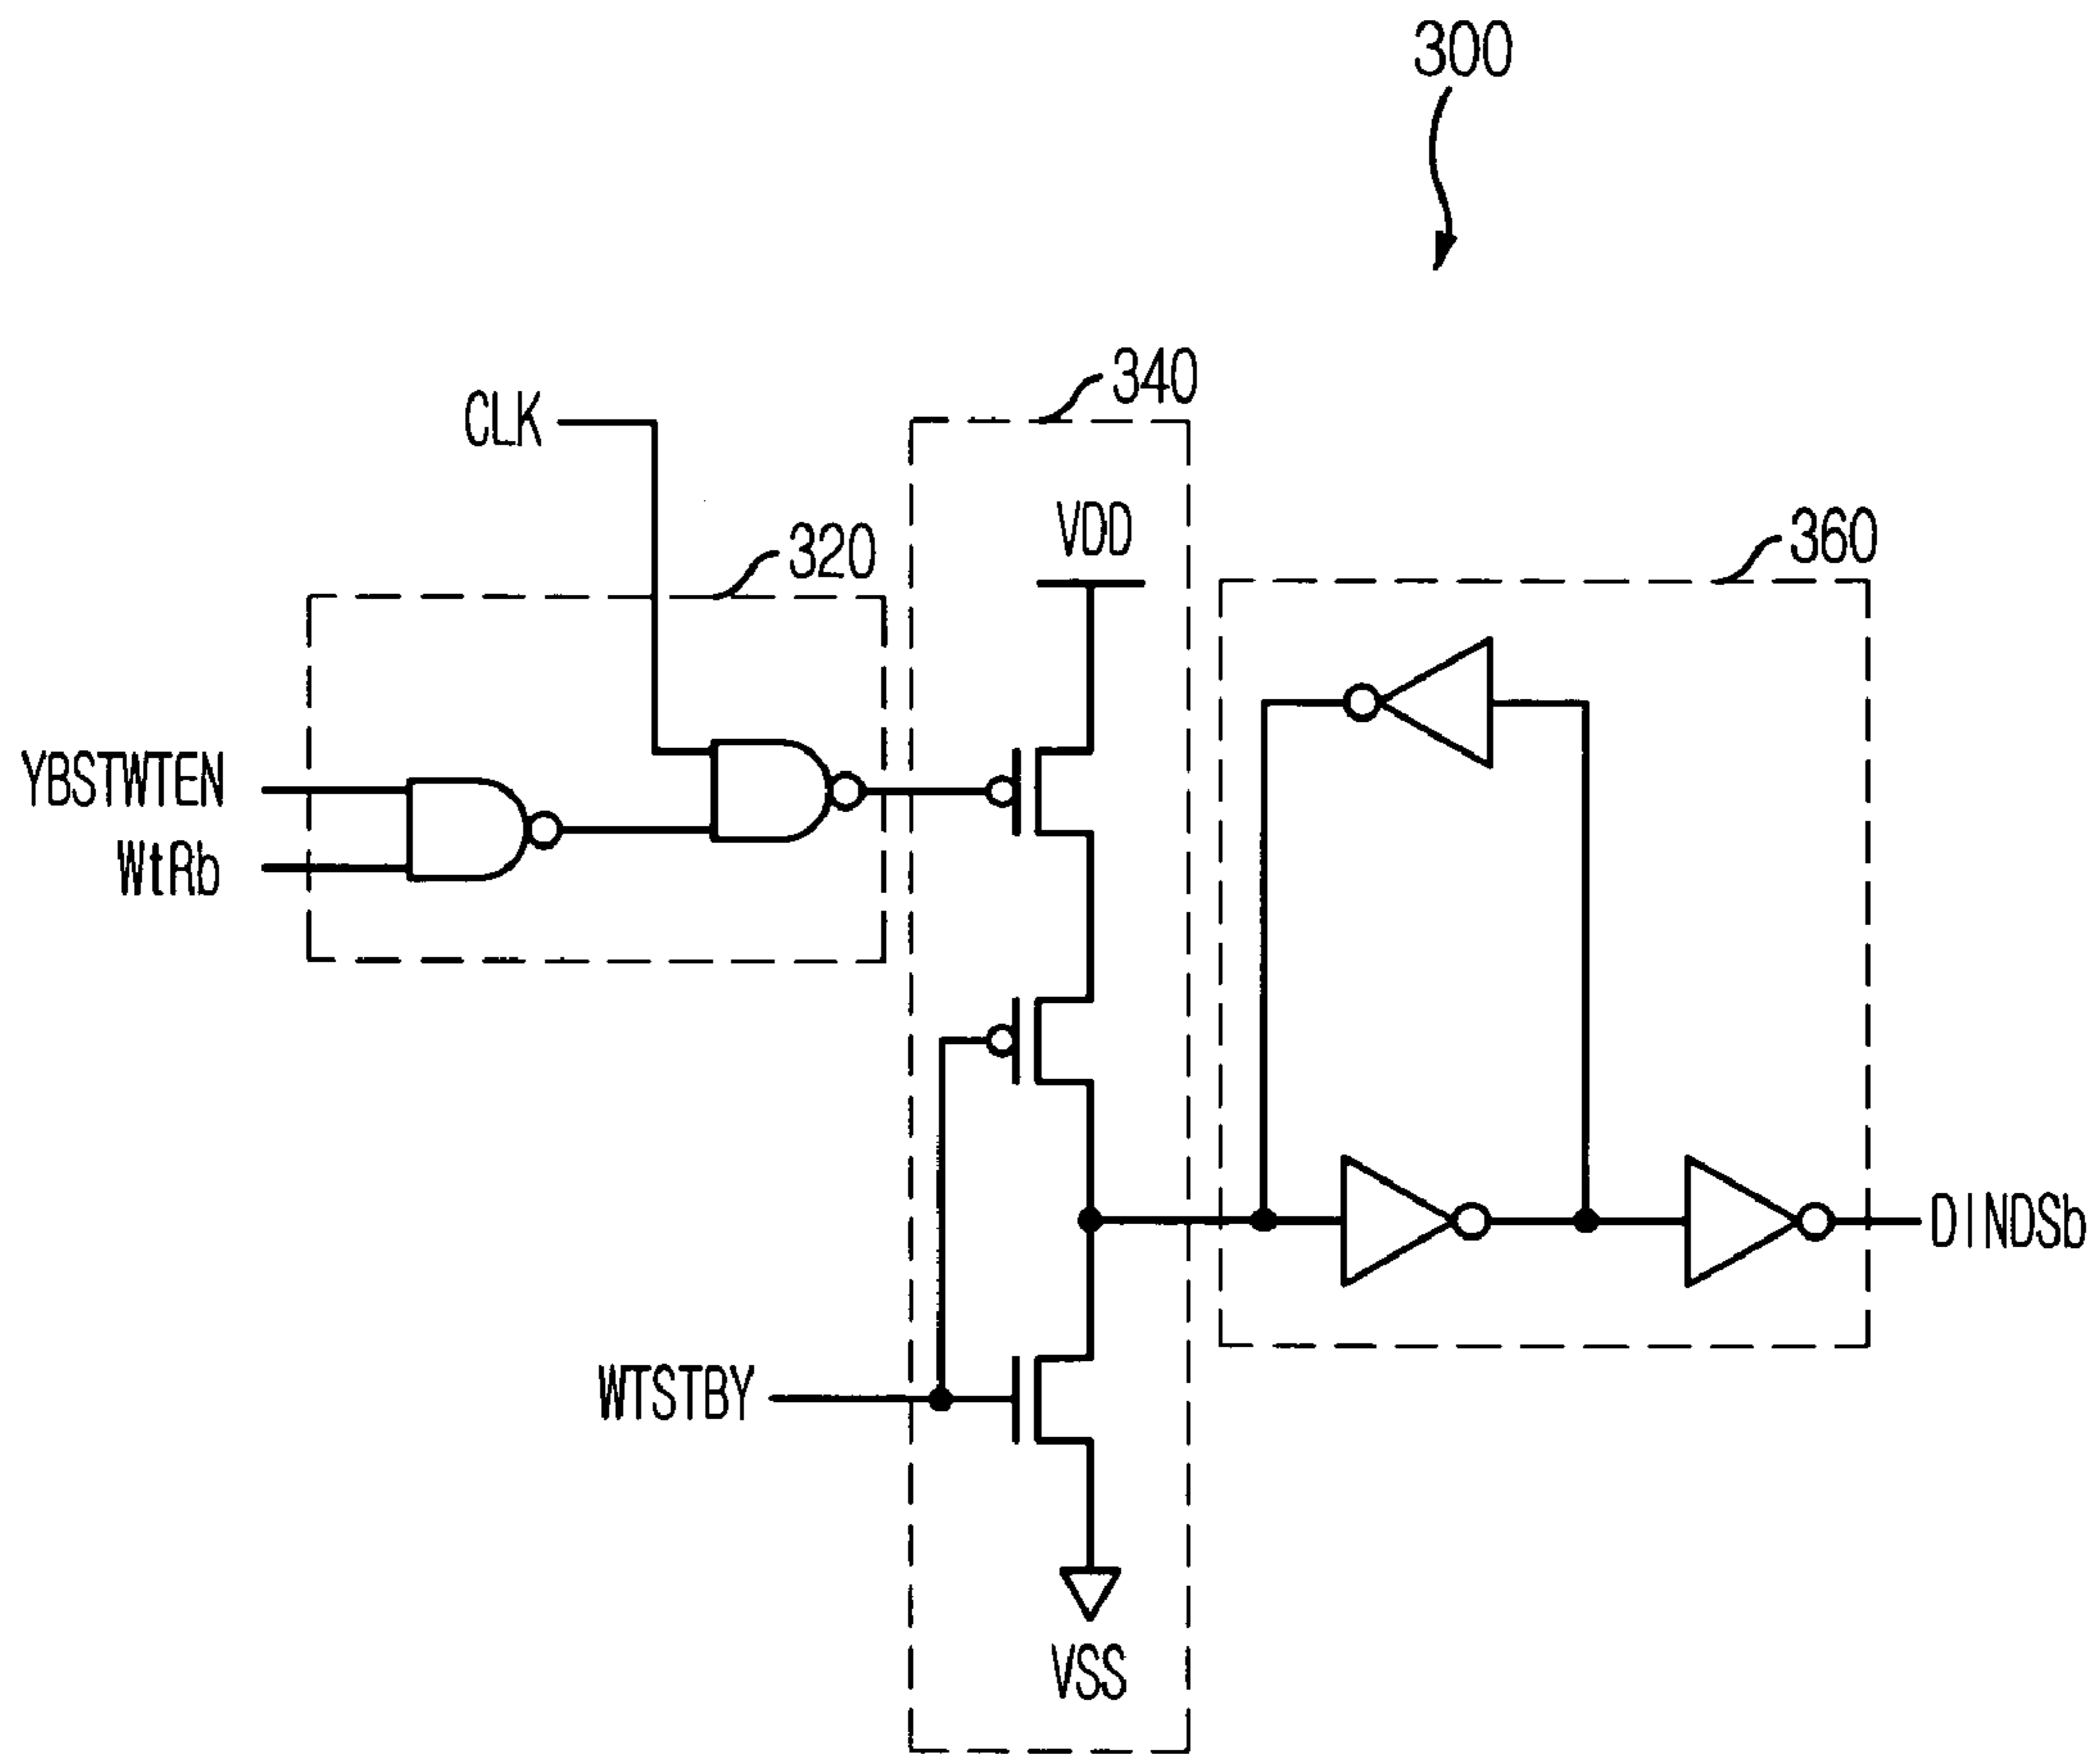 300
340
CLK
VDD
320
360
YBSTWTEN
WtRb
DINDSb
WTSTBY
VSS